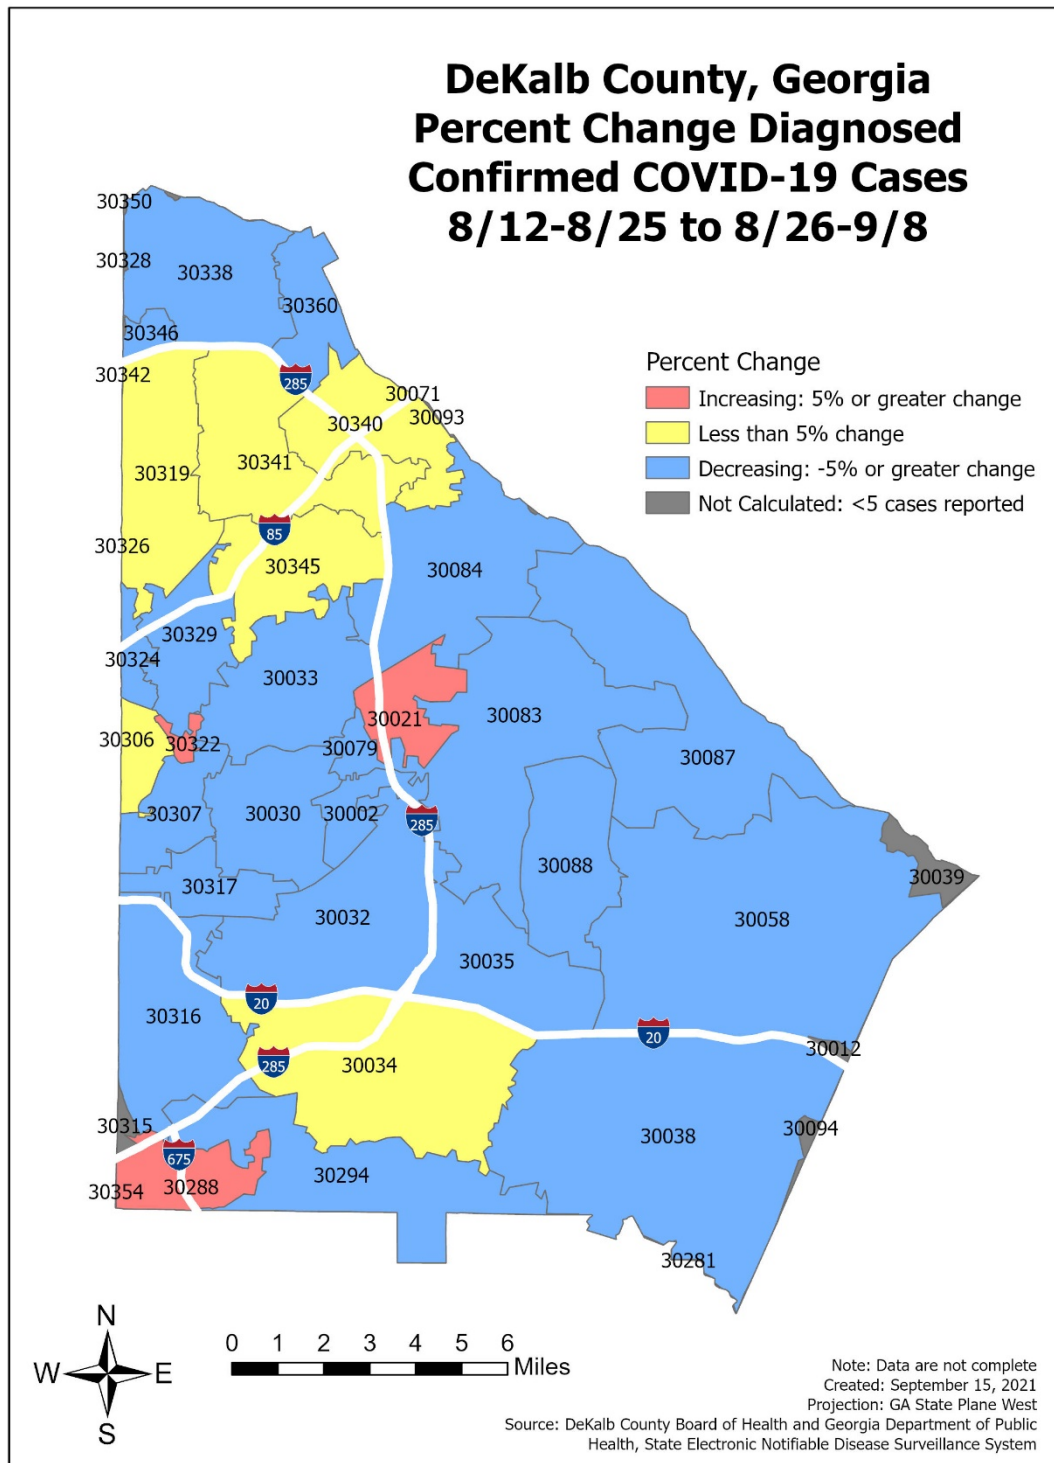 DeKalb County, Georgia
Percent Change Diagnosed
Confirmed COVID-19 Cases
8/12-8/25 to 8/26-9/8
30350
30328
30338
30360
30346
30342
285
Percent Change
Increasing: 5% or greater change
Less than 5% change
Decreasing: -5% or greater change
Not Calculated: <5 cases reported
30071
30093
30340
30341
30319
85
30326
30345
30084
30329
30324
30033
30021
30083
30306
30322
30079
30087
30307
30030
30002
285
30088
30039
30317
30032
30058
30035
20
30316
20
30012
285
30034
30315
30038
30094
675
30354
30288
30294
30281
N
W E
S
0 1 2 3 4 5 6
Miles
Note: Data are not complete
Created: September 15, 2021
Projection: GA State Plane West
Source: DeKalb County Board of Health and Georgia Department of Public
Health, State Electronic Notifiable Disease Surveillance System